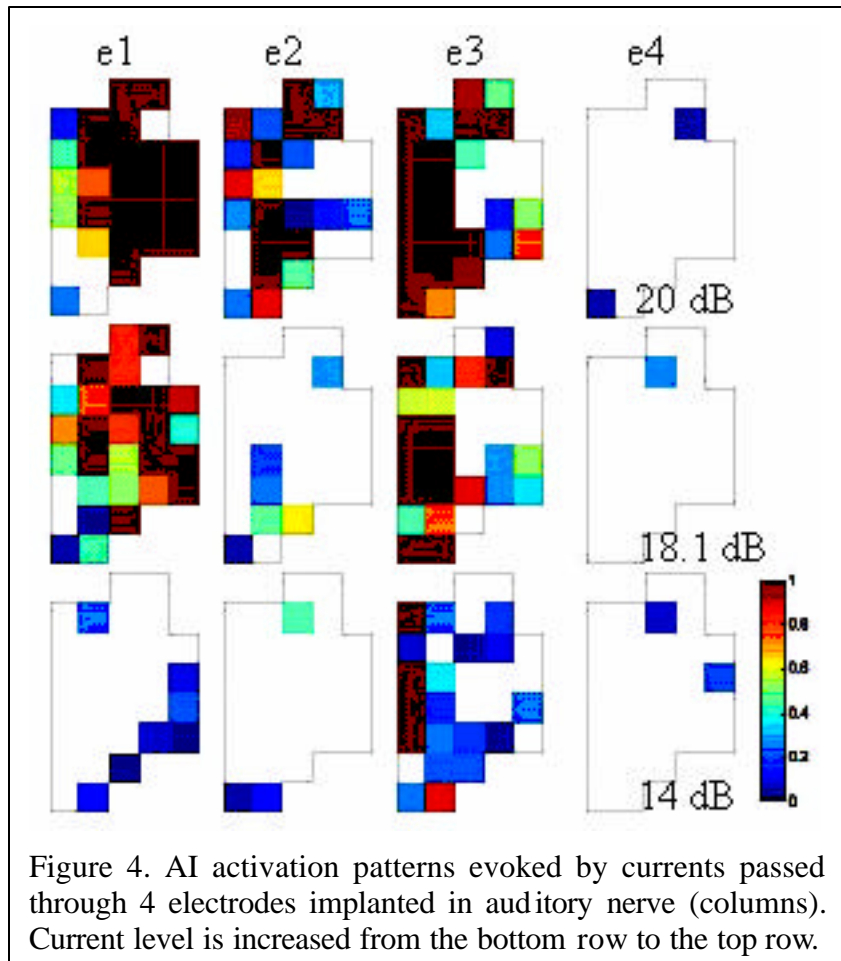 e1 e2 e3 e4
20 dB
18.1 dB
1
0.8
0.6
0.4
0.2
0
14 dB
Figure 4. AI activation patterns evoked by currents passed
through 4 electrodes implanted in auditory nerve (columns).
Current level is increased from the bottom row to the top row.